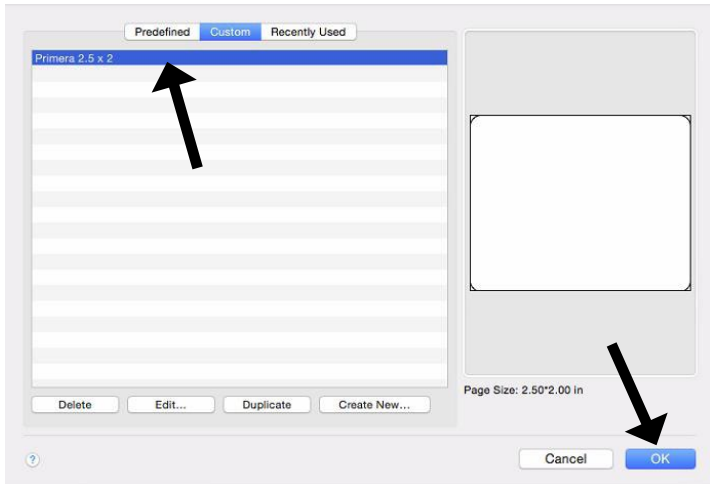 Predefined Custom Recently Used
Primera 2.5 x 2
Page Size: 2.50*2.00 in
Delete Edit... Duplicate Create New...
? Cancel OK